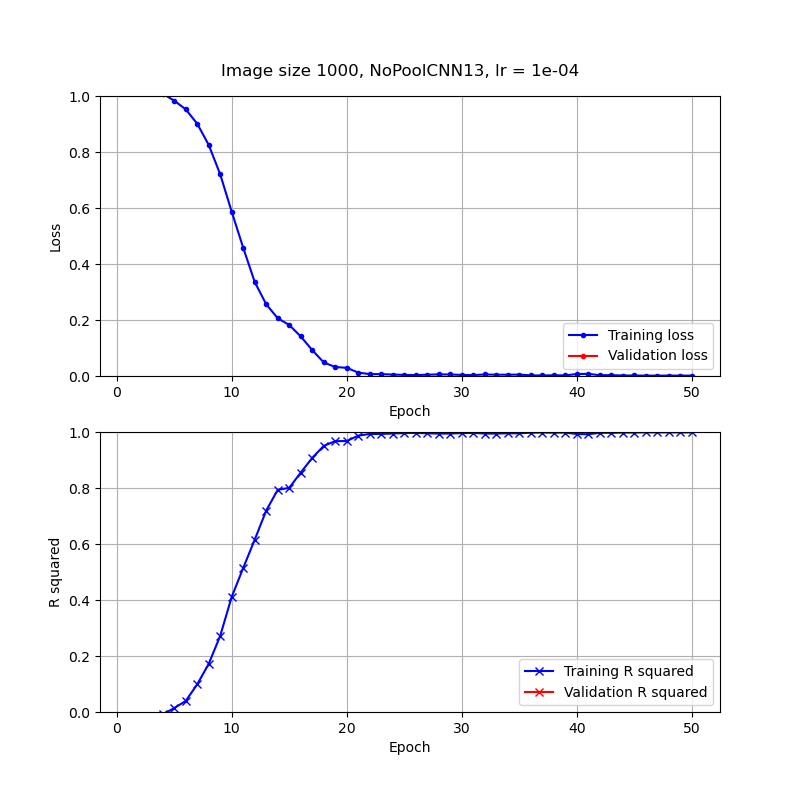 Image size 1000, NoPoolCNN13, lr = 1e-04
1.0
0.8
0.6
0.4
0.2
0.0
Loss
Training loss
Validation loss
0 10 20 30 40 50
Epoch
1.0
0.8
0.6
0.4
0.2
0.0
R squared
Training R squared
Validation R squared
0 10 20 30 40 50
Epoch